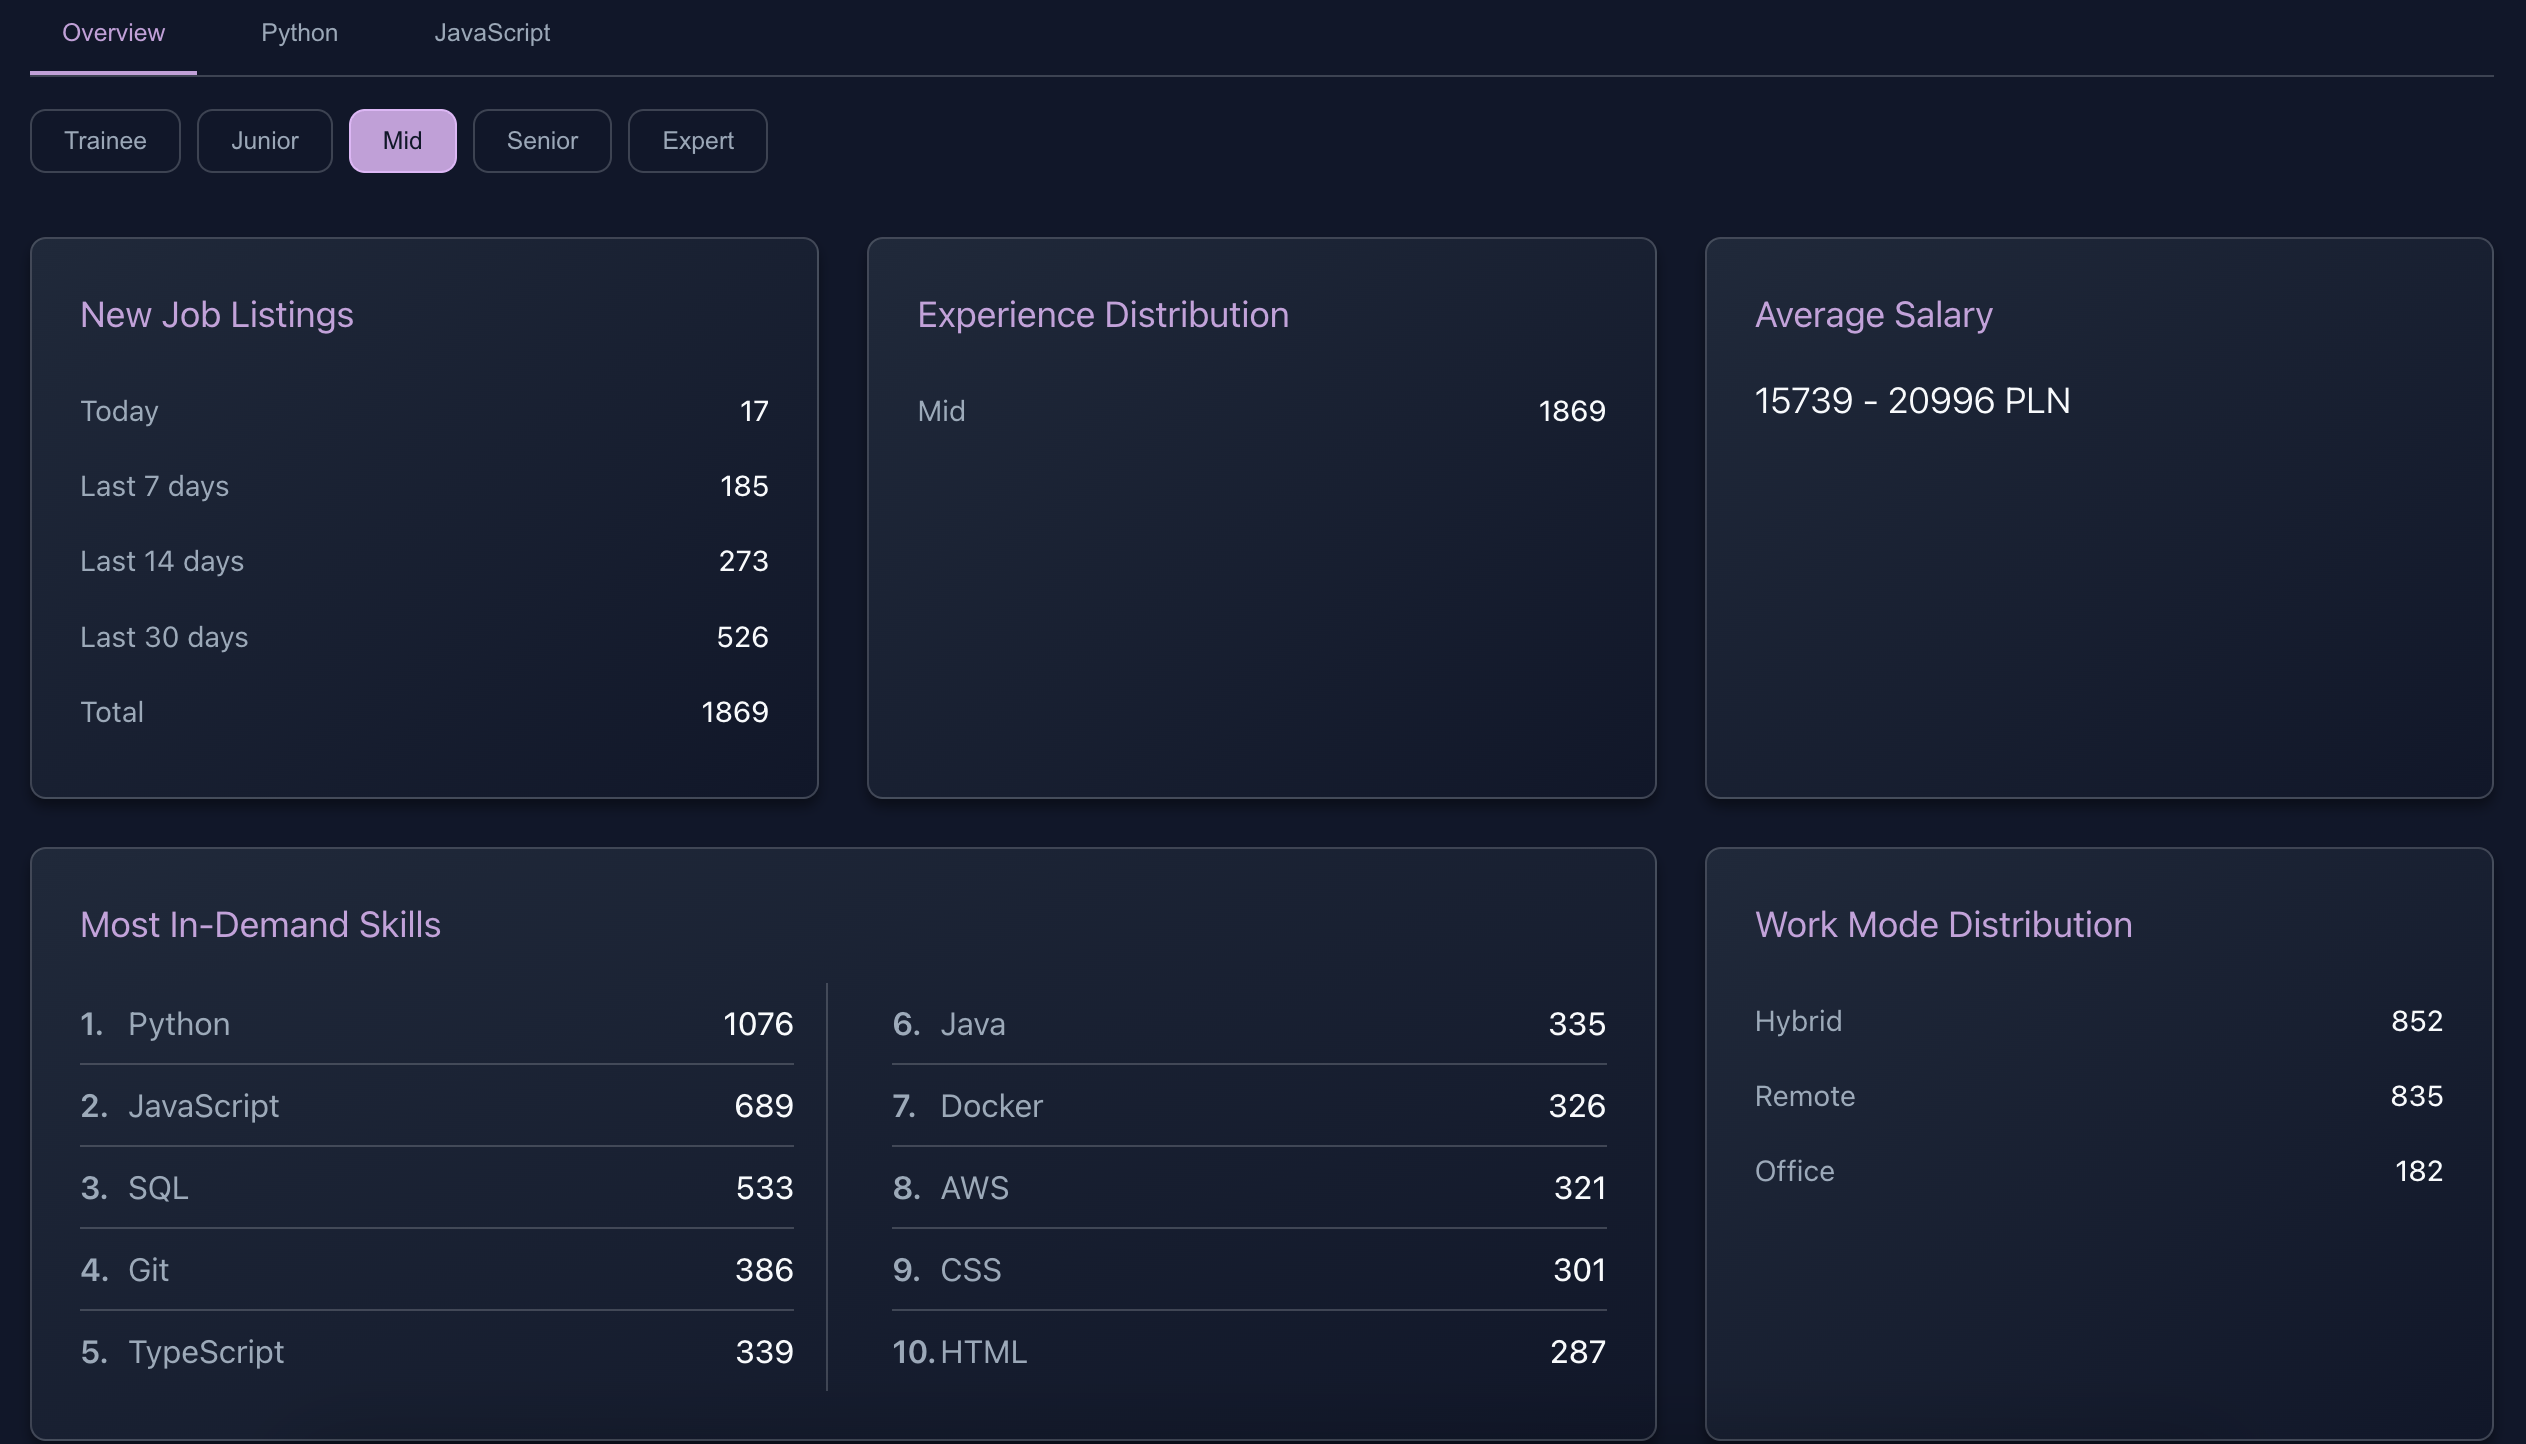 Overview Python JavaScript
Trainee Junior Mid Senior Expert
New Job Listings
Today 17
Last 7 days 185
Last 14 days 273
Last 30 days 526
Total 1869
Experience Distribution
Mid 1869
Average Salary
15739 - 20996 PLN
Most In-Demand Skills
1. Python 1076
2. JavaScript 689
3. SQL 533
4. Git 386
5. TypeScript 339
6. Java 335
7. Docker 326
8. AWS 321
9. CSS 301
10. HTML 287
Work Mode Distribution
Hybrid 852
Remote 835
Office 182